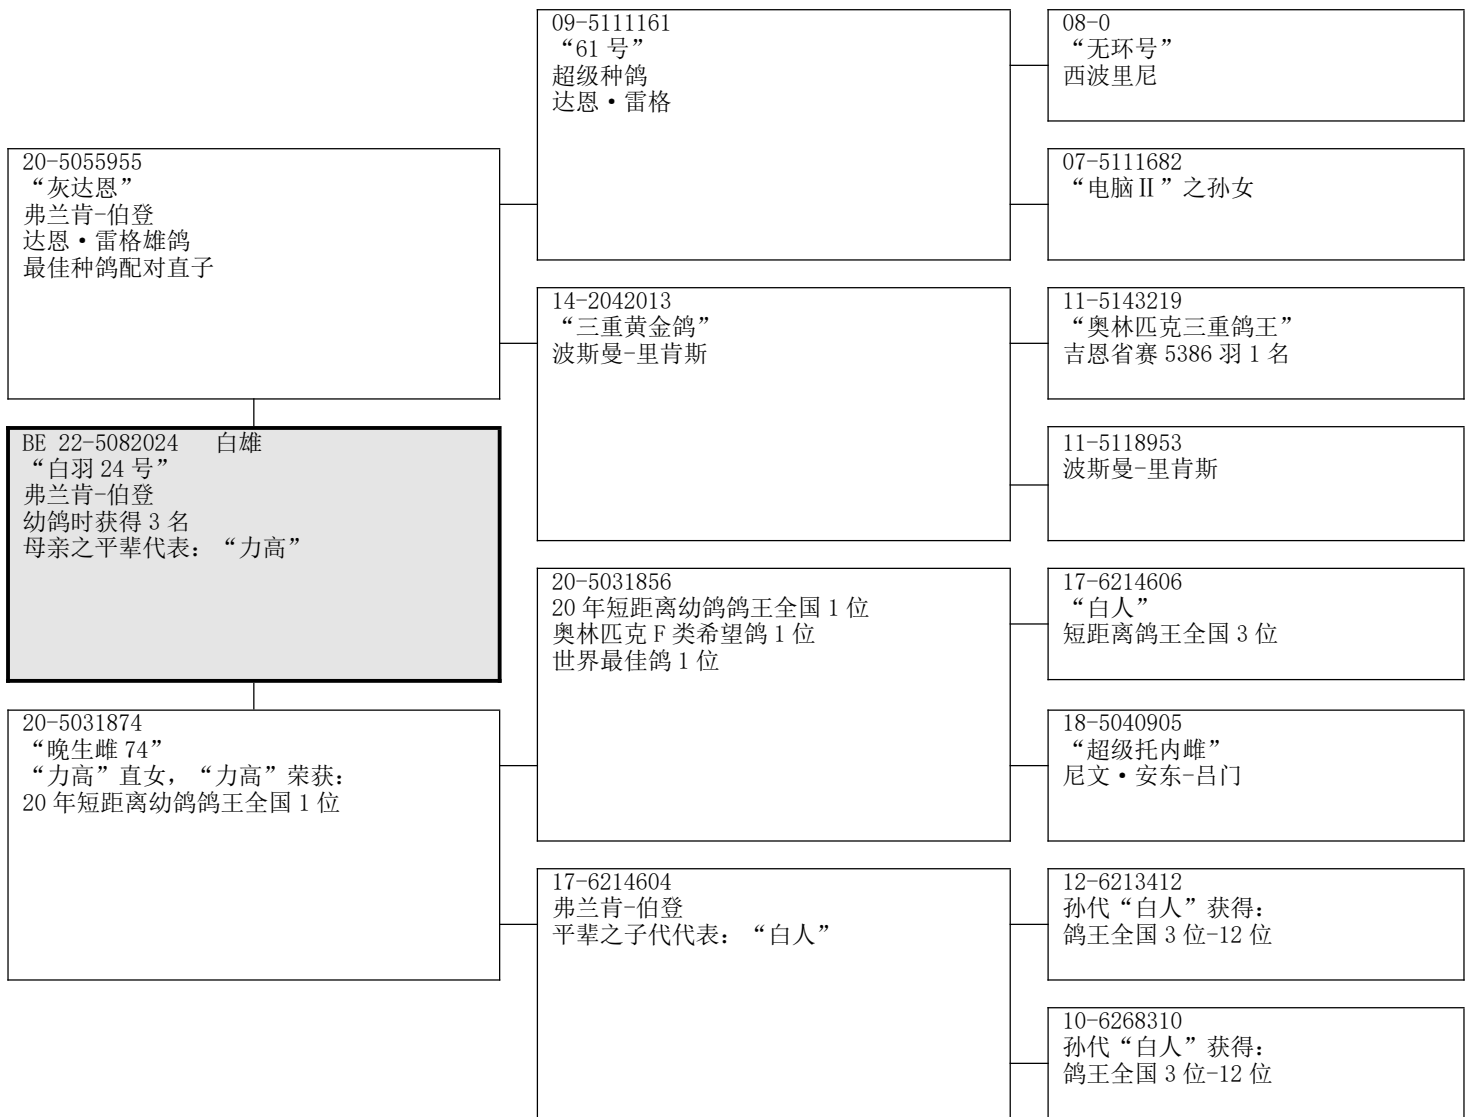 09-5111161
“61 号”
超级种鸽
达恩·雷格
08-0
“无环号”
西波里尼
20-5055955
“灰达恩”
弗兰肯-伯登
达恩·雷格雄鸽
最佳种鸽配对直子
07-5111682
“电脑Ⅱ”之孙女
14-2042013
“三重黄金鸽”
波斯曼-里肯斯
11-5143219
“奥林匹克三重鸽王”
吉恩省赛 5386 羽 1 名
BE 22-5082024 白雄
“白羽 24 号”
弗兰肯-伯登
幼鸽时获得 3 名
母亲之平辈代表：“力高”
11-5118953
波斯曼-里肯斯
20-5031856
20 年短距离幼鸽鸽王全国 1 位
奥林匹克 F 类希望鸽 1 位
世界最佳鸽 1 位
17-6214606
“白人”
短距离鸽王全国 3 位
20-5031874
“晚生雌 74”
“力高”直女，“力高”荣获：
20 年短距离幼鸽鸽王全国 1 位
18-5040905
“超级托内雌”
尼文·安东-吕门
17-6214604
弗兰肯-伯登
平辈之子代代表：“白人”
12-6213412
孙代“白人”获得：
鸽王全国 3 位-12 位
10-6268310
孙代“白人”获得：
鸽王全国 3 位-12 位